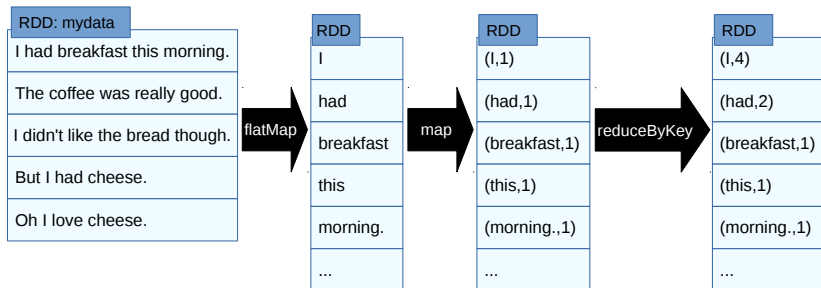 RDD: mydata
I had breakfast this morning.
The coffee was really good.
I didn't like the bread though.
But I had cheese.
Oh I love cheese.
flatMap
RDD
I
had
breakfast
this
morning.
...
map
RDD
(I,1)
(had,1)
(breakfast,1)
(this,1)
(morning.,1)
...
reduceByKey
RDD
(I,4)
(had,2)
(breakfast,1)
(this,1)
(morning.,1)
...